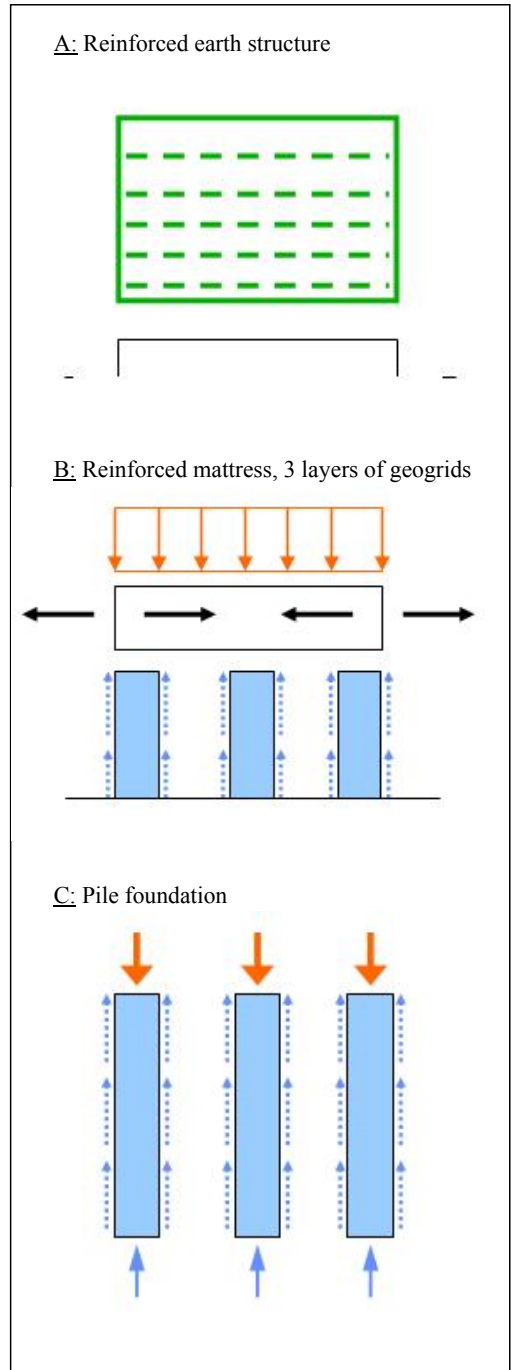 A: Reinforced earth structure
B: Reinforced mattress, 3 layers of geogrids
C: Pile foundation